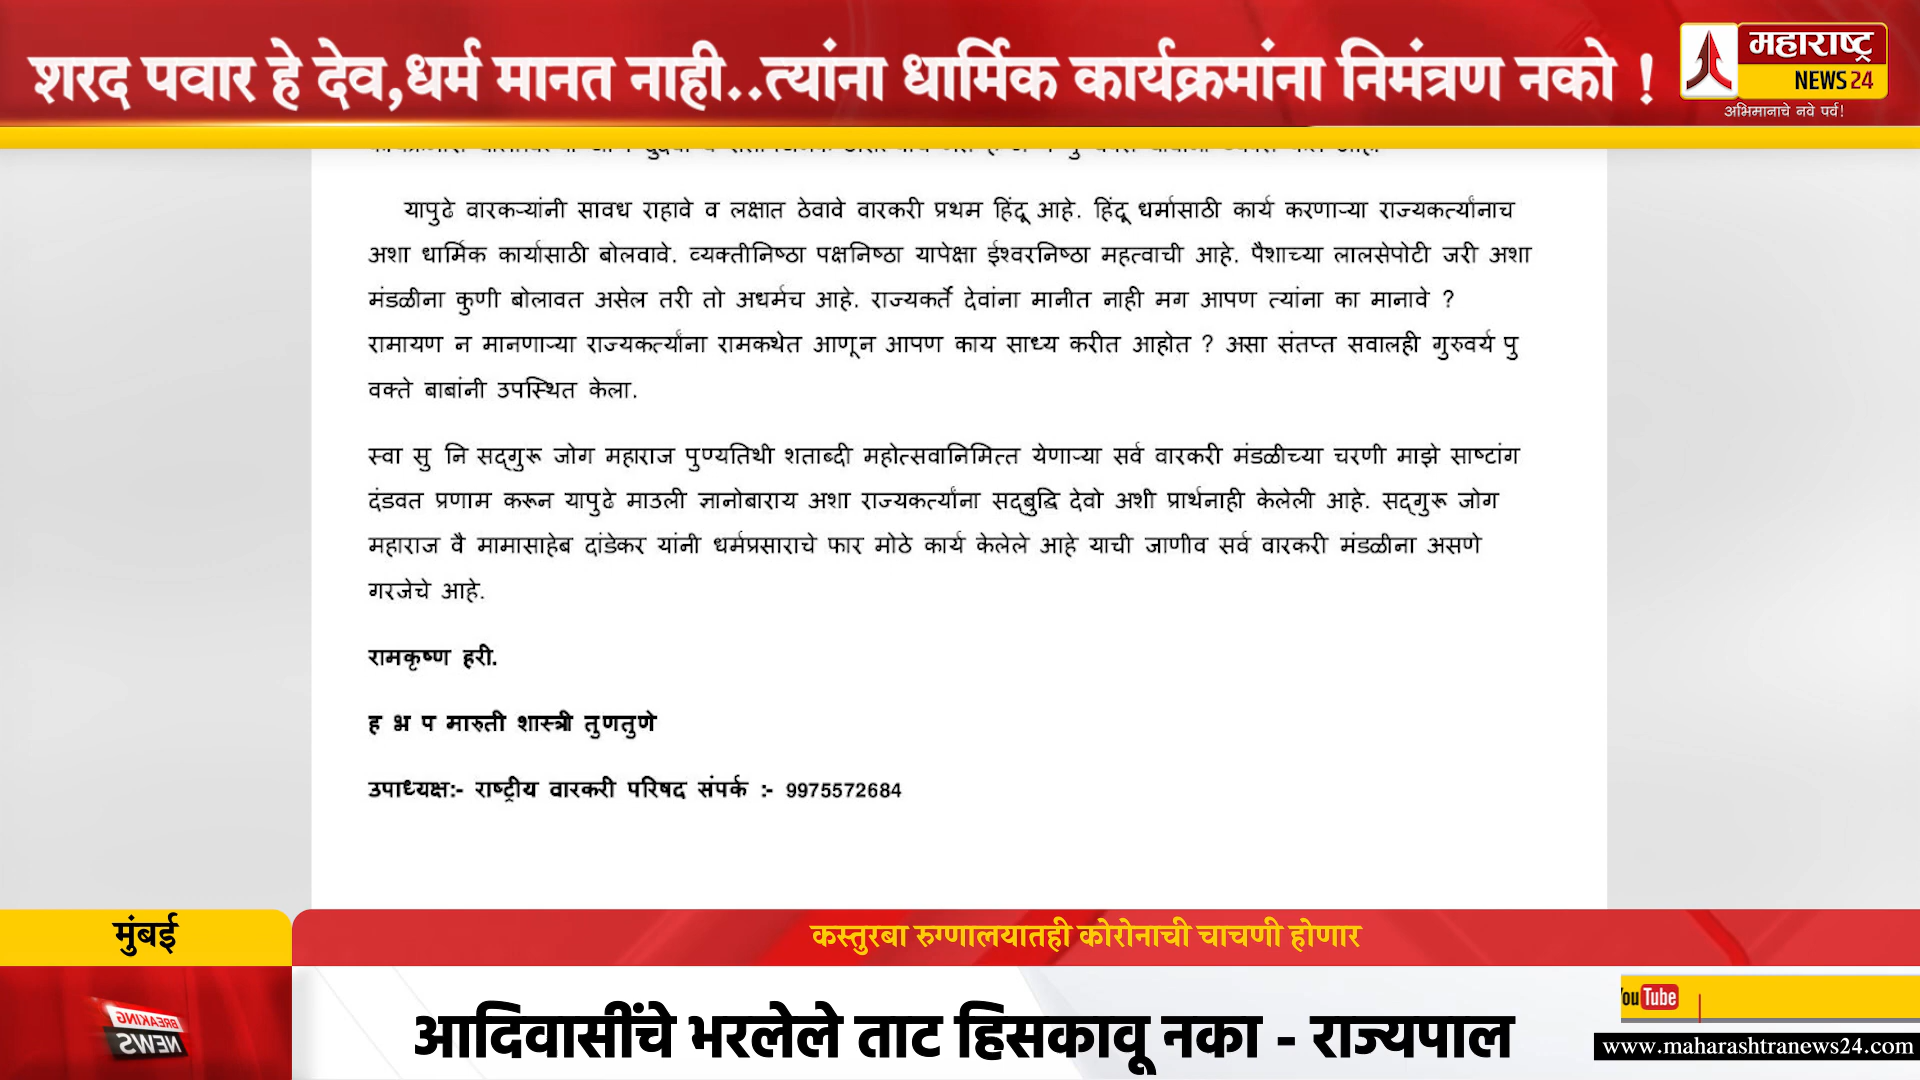 शरद पवार हे देव,धर्म मानत नाही..त्यांना धार्मिक कार्यक्रमांना निमंत्रण नको !
महाराष्ट्र
NEWS 24
अभिमानाचे नवे पर्व!
यापुढे वारकऱ्यांनी सावध राहावे व लक्षात ठेवावे वारकरी प्रथम हिंदू आहे. हिंदू धर्मासाठी कार्य करणाऱ्या राज्यकर्त्यांनाच
अशा धार्मिक कार्यासाठी बोलवावे. व्यक्तीनिष्ठा पक्षनिष्ठा यापेक्षा ईश्वरनिष्ठा महत्वाची आहे. पैशाच्या लालसेपोटी जरी अशा
मंडळीना कुणी बोलावत असेल तरी तो अधर्मच आहे. राज्यकर्ते देवांना मानीत नाही मग आपण त्यांना का मानावे ?
रामायण न मानणाऱ्या राज्यकर्त्यांना रामकथेत आणून आपण काय साध्य करीत आहोत ? असा संतप्त सवालही गुरुवर्य पु
वक्ते बाबांनी उपस्थित केला.
स्वा सु नि सद्गुरू जोग महाराज पुण्यतिथी शताब्दी महोत्सवानिमित्त येणाऱ्या सर्व वारकरी मंडळीच्या चरणी माझे साष्टांग
दंडवत प्रणाम करून यापुढे माउली ज्ञानोबाराय अशा राज्यकर्त्यांना सद्बुद्धि देवो अशी प्रार्थनाही केलेली आहे. सद्गुरू जोग
महाराज वै मामासाहेब दांडेकर यांनी धर्मप्रसाराचे फार मोठे कार्य केलेले आहे याची जाणीव सर्व वारकरी मंडळीना असणे
गरजेचे आहे.
रामकृष्ण हरी.
ह भ प मारुती शास्त्री तुणतुणे
उपाध्यक्ष:- राष्ट्रीय वारकरी परिषद संपर्क :- 9975572684
मुंबई
कस्तुरबा रुग्णालयातही कोरोनाची चाचणी होणार
BREAKING
NEWS
आदिवासींचे भरलेले ताट हिसकावू नका - राज्यपाल
ouTube
www.maharashtranews24.com